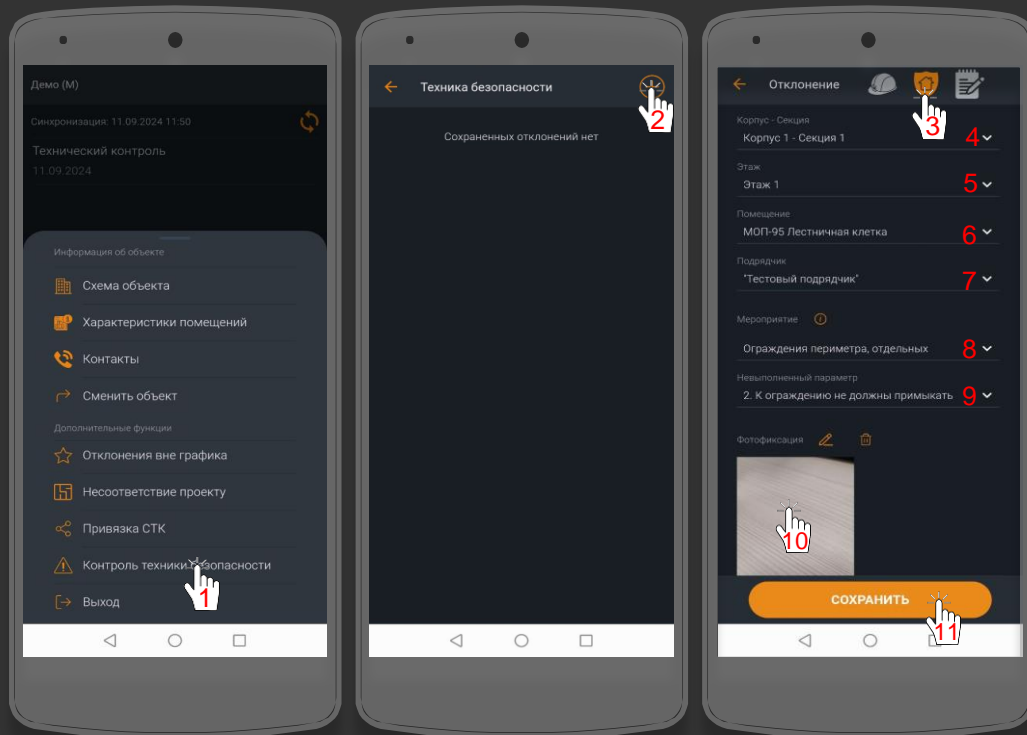 Демо (М)
Синхронизация: 11.09.2024 11:50
Технический контроль
11.09.2024
Информация об объекте
Схема объекта
Характеристики помещений
Контакты
Сменить объект
Дополнительные функции
Отклонения вне графика
Несоответствие проекту
Привязка СТК
Контроль техники безопасности
1
Выход
Техника безопасности
2
Сохраненных отклонений нет
Отклонение
3
Корпус - Секция
Корпус 1 - Секция 1 4
Этаж
Этаж 1 5
Помещение
МОП-95 Лестничная клетка 6
Подрядчик
"Тестовый подрядчик" 7
Мероприятие
Ограждения периметра, отдельных 8
Невыполненный параметр
2. К ограждению не должны примыкать 9
Фотофиксация
10
СОХРАНИТЬ
11